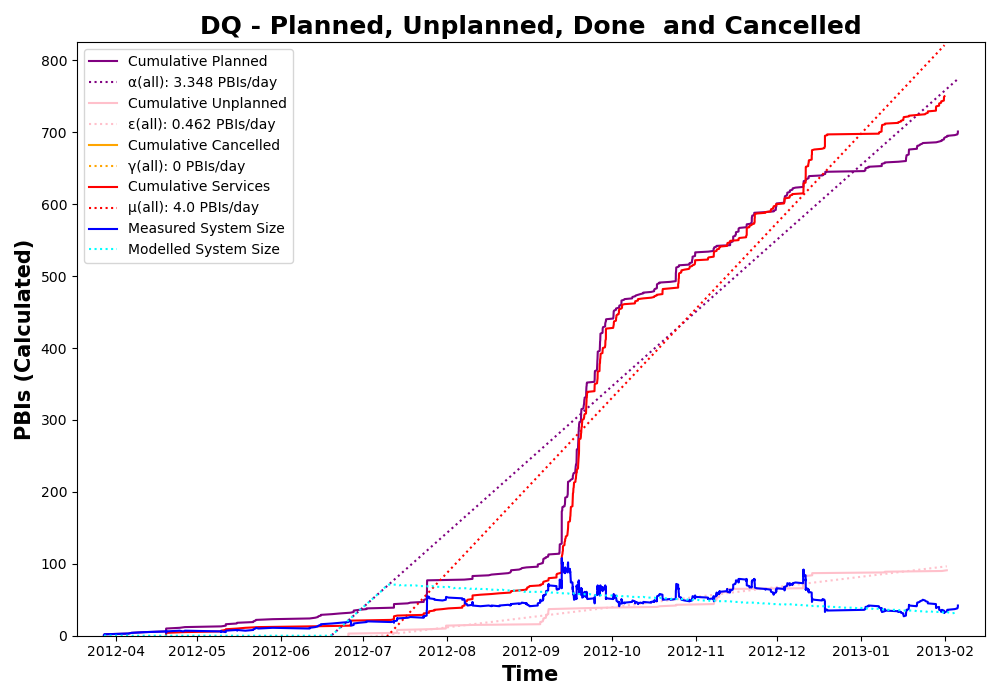 DQ - Planned, Unplanned, Done  and Cancelled
PBIs (Calculated)
800
700
600
500
400
300
200
100
0
Cumulative Planned
α(all): 3.348 PBIs/day
Cumulative Unplanned
ε(all): 0.462 PBIs/day
Cumulative Cancelled
γ(all): 0 PBIs/day
Cumulative Services
μ(all): 4.0 PBIs/day
Measured System Size
Modelled System Size
2012-04 2012-05 2012-06 2012-07 2012-08 2012-09 2012-10 2012-11 2012-12 2013-01 2013-02
Time